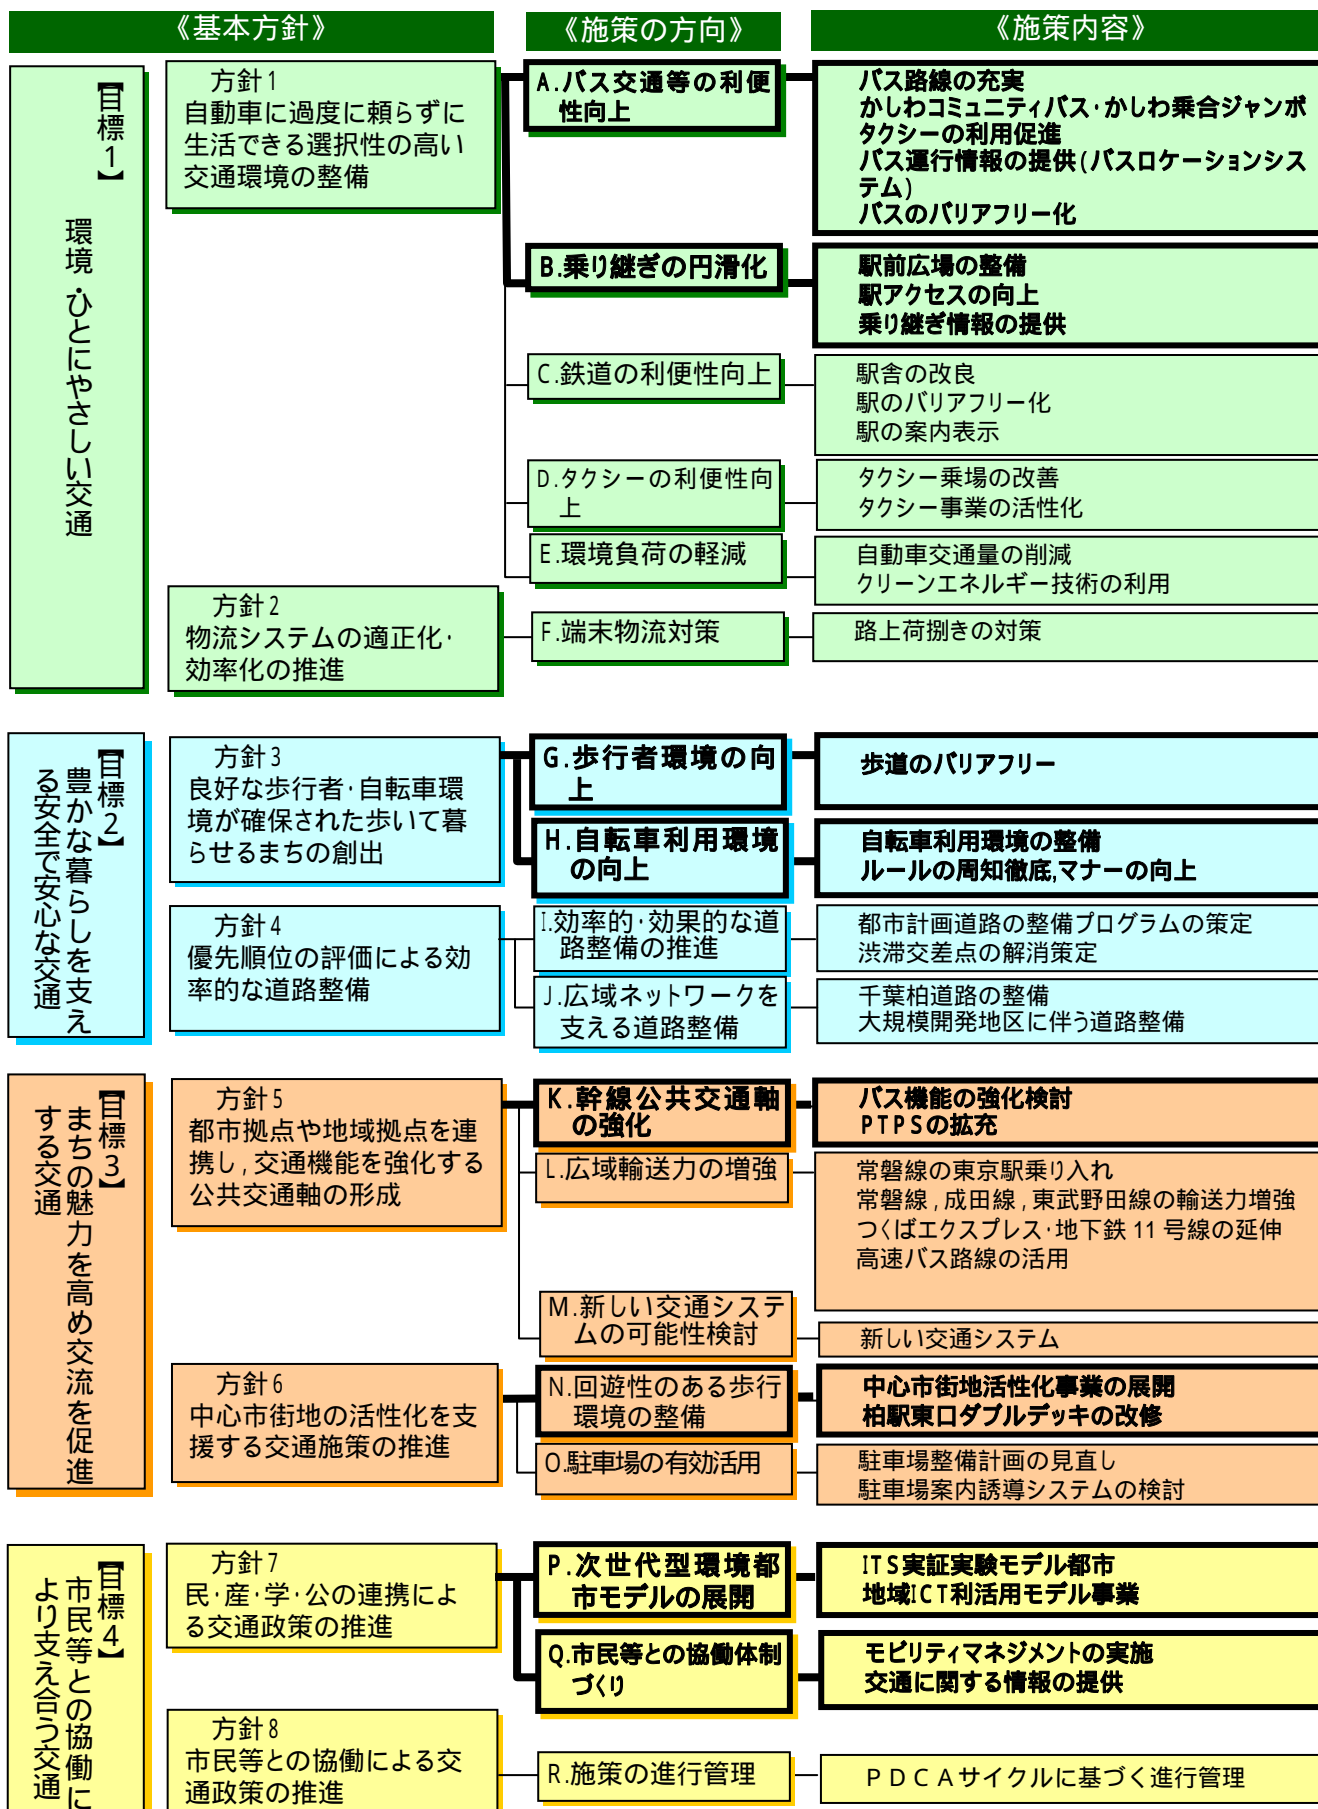 《基本方針》
《施策の方向》
《施策内容》
【目標1】
環境・ひとにやさしい交通
方針1
自動車に過度に頼らずに
生活できる選択性の高い
交通環境の整備
A.バス交通等の利便
性向上
バス路線の充実
かしわコミュニティバス・かしわ乗合ジャンボ
タクシーの利用促進
バス運行情報の提供(バスロケーションシス
テム)
バスのバリアフリー化
B.乗り継ぎの円滑化
駅前広場の整備
駅アクセスの向上
乗り継ぎ情報の提供
C.鉄道の利便性向上
駅舎の改良
駅のバリアフリー化
駅の案内表示
D.タクシーの利便性向
上
タクシー乗場の改善
タクシー事業の活性化
E.環境負荷の軽減
自動車交通量の削減
クリーンエネルギー技術の利用
方針2
物流システムの適正化・
効率化の推進
F.端末物流対策
路上荷捌きの対策
【目標2】
豊かな暮らしを支え
る安全で安心な交通
方針3
良好な歩行者・自転車環
境が確保された歩いて暮
らせるまちの創出
G.歩行者環境の向
上
歩道のバリアフリー
H.自転車利用環境
の向上
自転車利用環境の整備
ルールの周知徹底,マナーの向上
方針4
優先順位の評価による効
率的な道路整備
I.効率的・効果的な道
路整備の推進
都市計画道路の整備プログラムの策定
渋滞交差点の解消策定
J.広域ネットワークを
支える道路整備
千葉柏道路の整備
大規模開発地区に伴う道路整備
【目標3】
まちの魅力を高め交流を促進
する交通
方針5
都市拠点や地域拠点を連
携し,交通機能を強化する
公共交通軸の形成
K.幹線公共交通軸
の強化
バス機能の強化検討
PTPSの拡充
L.広域輸送力の増強
常磐線の東京駅乗り入れ
常磐線,成田線,東武野田線の輸送力増強
つくばエクスプレス・地下鉄11号線の延伸
高速バス路線の活用
M.新しい交通システ
ムの可能性検討
新しい交通システム
方針6
中心市街地の活性化を支
援する交通施策の推進
N.回遊性のある歩行
環境の整備
中心市街地活性化事業の展開
柏駅東口ダブルデッキの改修
O.駐車場の有効活用
駐車場整備計画の見直し
駐車場案内誘導システムの検討
【目標4】
市民等との協働に
より支え合う交通
方針7
民・産・学・公の連携によ
る交通政策の推進
P.次世代型環境都
市モデルの展開
ITS実証実験モデル都市
地域ICT利活用モデル事業
Q.市民等との協働体制
づくり
モビリティマネジメントの実施
交通に関する情報の提供
方針8
市民等との協働による交
通政策の推進
R.施策の進行管理
PDCAサイクルに基づく進行管理